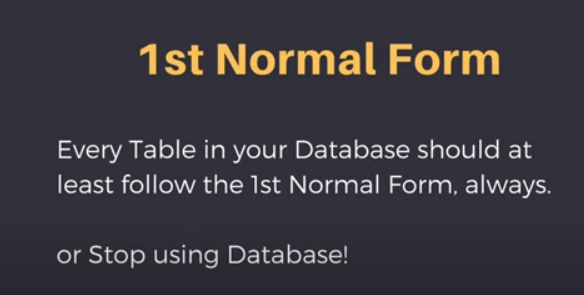 1st Normal Form
Every Table in your Database should at
least follow the 1st Normal Form, always.
or Stop using Database!